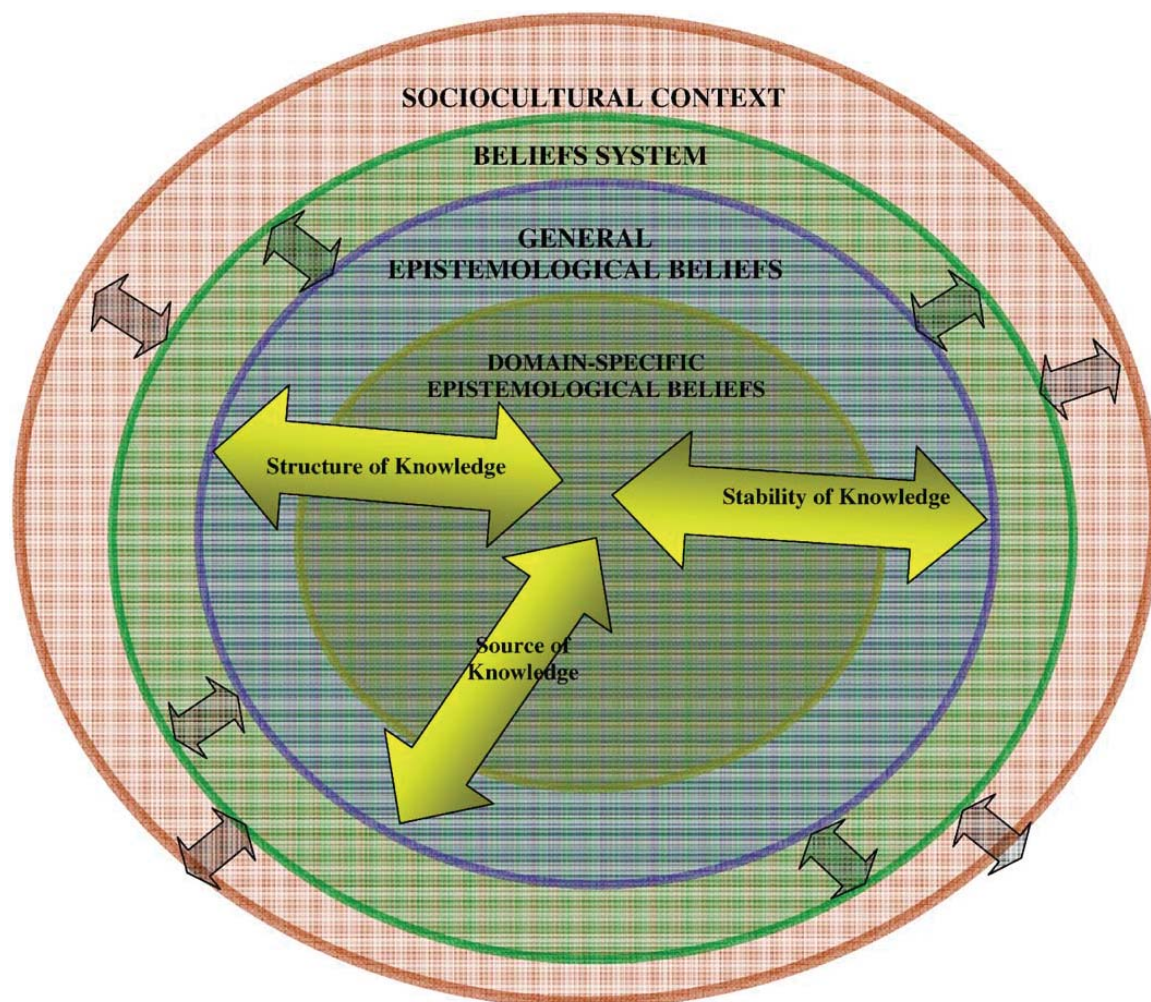 SOCIOCULTURAL CONTEXT
BELIEFS SYSTEM
GENERAL
EPISTEMOLOGICAL BELIEFS
DOMAIN-SPECIFIC
EPISTEMOLOGICAL BELIEFS
Structure of Knowledge
Stability of Knowledge
Source of
Knowledge